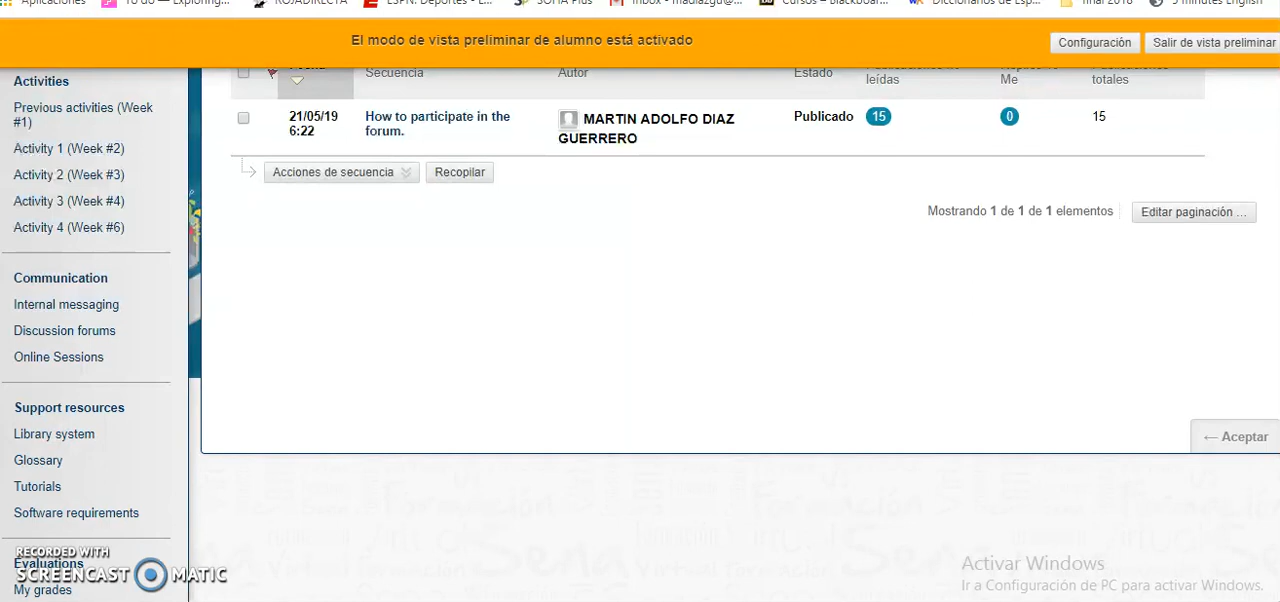 Aplicaciones To do — Exploring... ROJADIRECTA ESPN: Deportes - E... SOFIA Plus Inbox - madiazgu@... Cursos – Blackboar... Diccionarios de Esp... final 2018 5 minutes English
El modo de vista preliminar de alumno está activado
Configuración
Salir de vista preliminar
Secuencia
Autor
Estado
leídas
Me
totales
21/05/19
6:22
How to participate in the
forum.
MARTIN ADOLFO DIAZ
GUERRERO
Publicado
15
0
15
Acciones de secuencia
Recopilar
Mostrando 1 de 1 de 1 elementos
Editar paginación ...
← Aceptar
Activities
Previous activities (Week
#1)
Activity 1 (Week #2)
Activity 2 (Week #3)
Activity 3 (Week #4)
Activity 4 (Week #6)
Communication
Internal messaging
Discussion forums
Online Sessions
Support resources
Library system
Glossary
Tutorials
Software requirements
Evaluations
My grades
RECORDED WITH
SCREENCAST MATIC
Activar Windows
Ir a Configuración de PC para activar Windows.